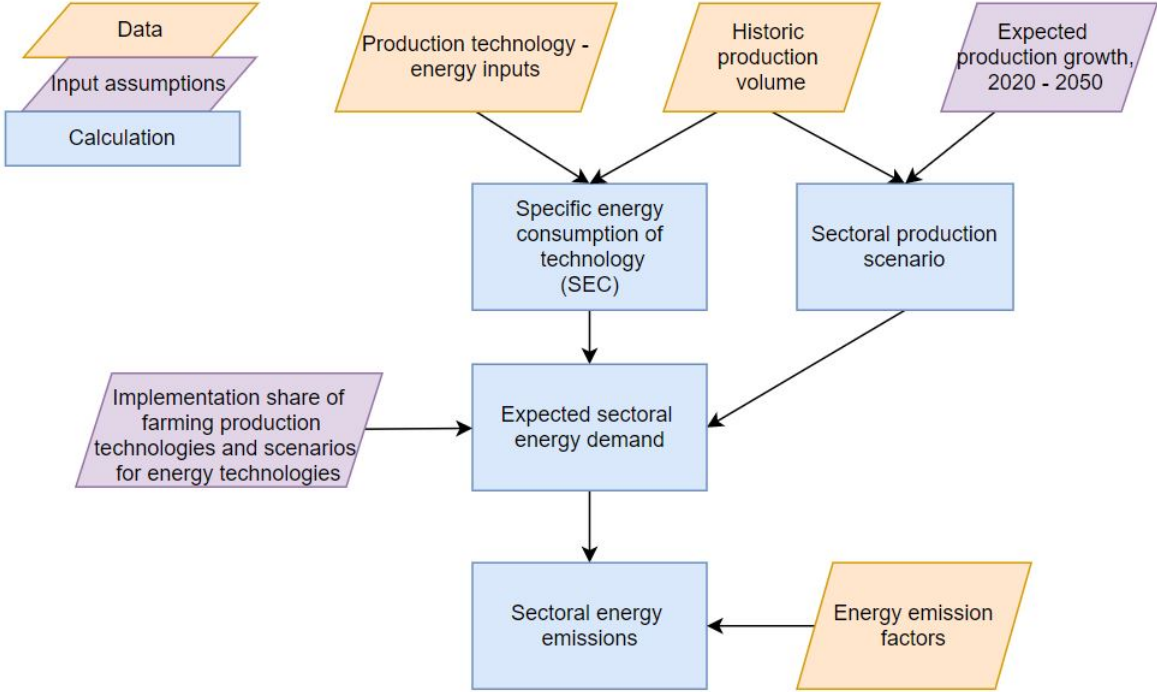 Data
Input assumptions
Calculation
Production technology -
energy inputs
Historic
production
volume
Expected
production growth,
2020 - 2050
Specific energy
consumption of
technology
(SEC)
Sectoral production
scenario
Implementation share of
farming production
technologies and scenarios
for energy technologies
Expected sectoral
energy demand
Sectoral energy
emissions
Energy emission
factors